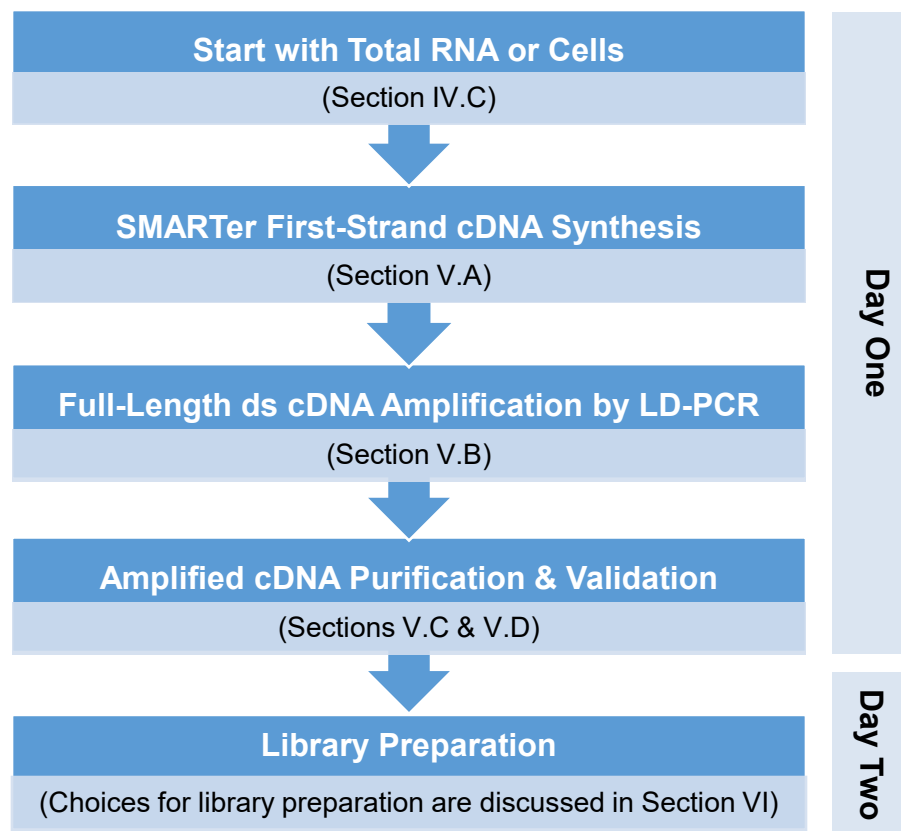 Start with Total RNA or Cells
(Section IV.C)
SMARTer First-Strand cDNA Synthesis
(Section V.A)
Full-Length ds cDNA Amplification by LD-PCR
(Section V.B)
Amplified cDNA Purification & Validation
(Sections V.C & V.D)
Day One
Library Preparation
(Choices for library preparation are discussed in Section VI)
Day Two